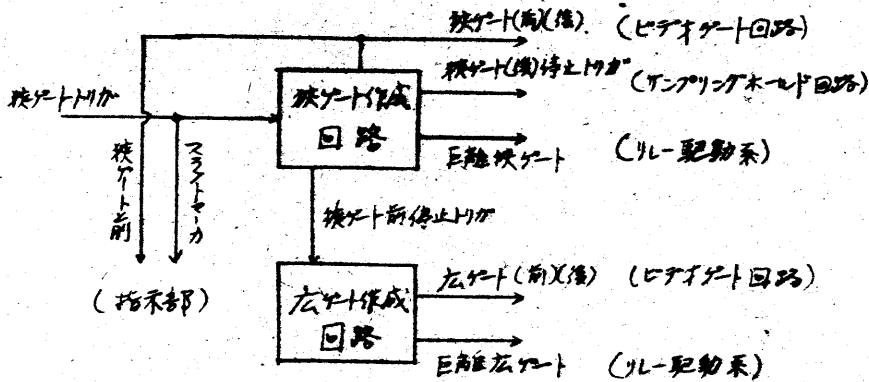 狭ゲート(前)(後) (ビデオゲート回路)
狭ゲート(後)停止トリガ (サンプリングホールド回路)
狭ゲートトリガ
狭ゲート作成
回路
距離狭ゲート (リレー駆動系)
狭ゲート前
スラントマーカ
狭ゲート前停止トリガ
(指示部)
広ゲート作成
回路
広ゲート(前)(後) (ビデオゲート回路)
距離広ゲート (リレー駆動系)